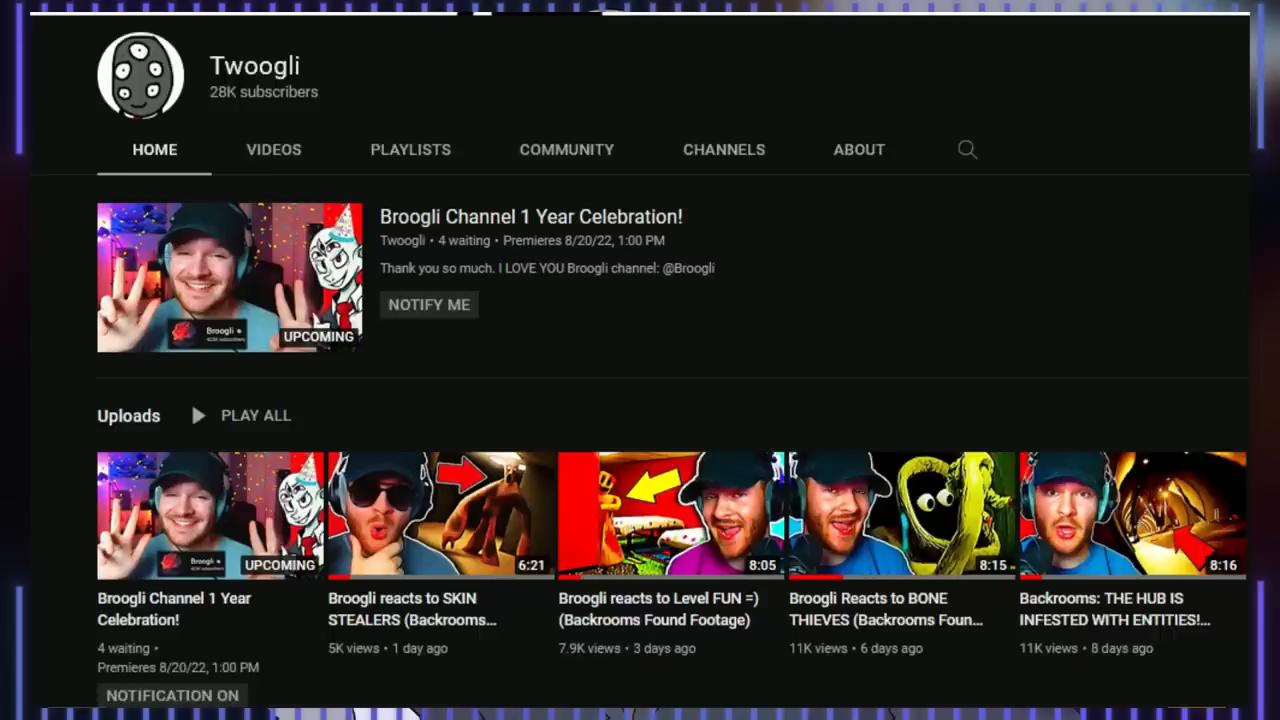 Twoogli
28K subscribers
HOME VIDEOS PLAYLISTS COMMUNITY CHANNELS ABOUT
Broogli
UPCOMING
Broogli Channel 1 Year Celebration!
Twoogli • 4 waiting • Premieres 8/20/22, 1:00 PM
Thank you so much. I LOVE YOU Broogli channel: @Broogli
NOTIFY ME
Uploads PLAY ALL
Broogli
UPCOMING
Broogli Channel 1 Year
Celebration!
4 waiting •
Premieres 8/20/22, 1:00 PM
NOTIFICATION ON
6:21
Broogli reacts to SKIN
STEALERS (Backrooms...
5K views • 1 day ago
8:05
Broogli reacts to Level FUN =)
(Backrooms Found Footage)
7.9K views • 3 days ago
8:15
Broogli Reacts to BONE
THIEVES (Backrooms Foun...
11K views • 6 days ago
8:16
Backrooms: THE HUB IS
INFESTED WITH ENTITIES!...
11K views • 8 days ago